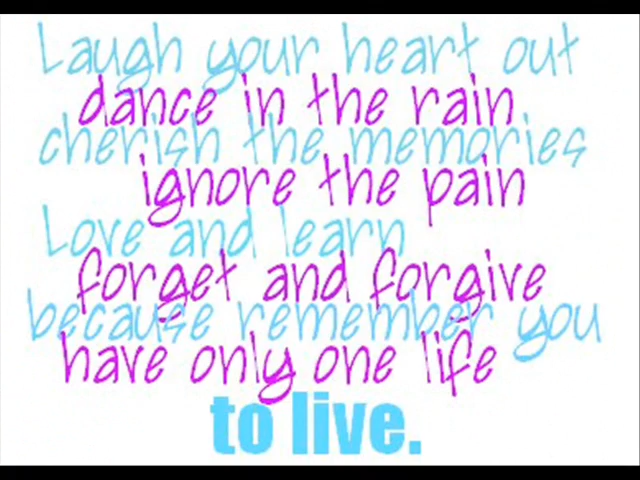 Laugh your heart out
dance in the rain
cherish the memories
ignore the pain
Love and learn
forget and forgive
because remember you
have only one life
to live.